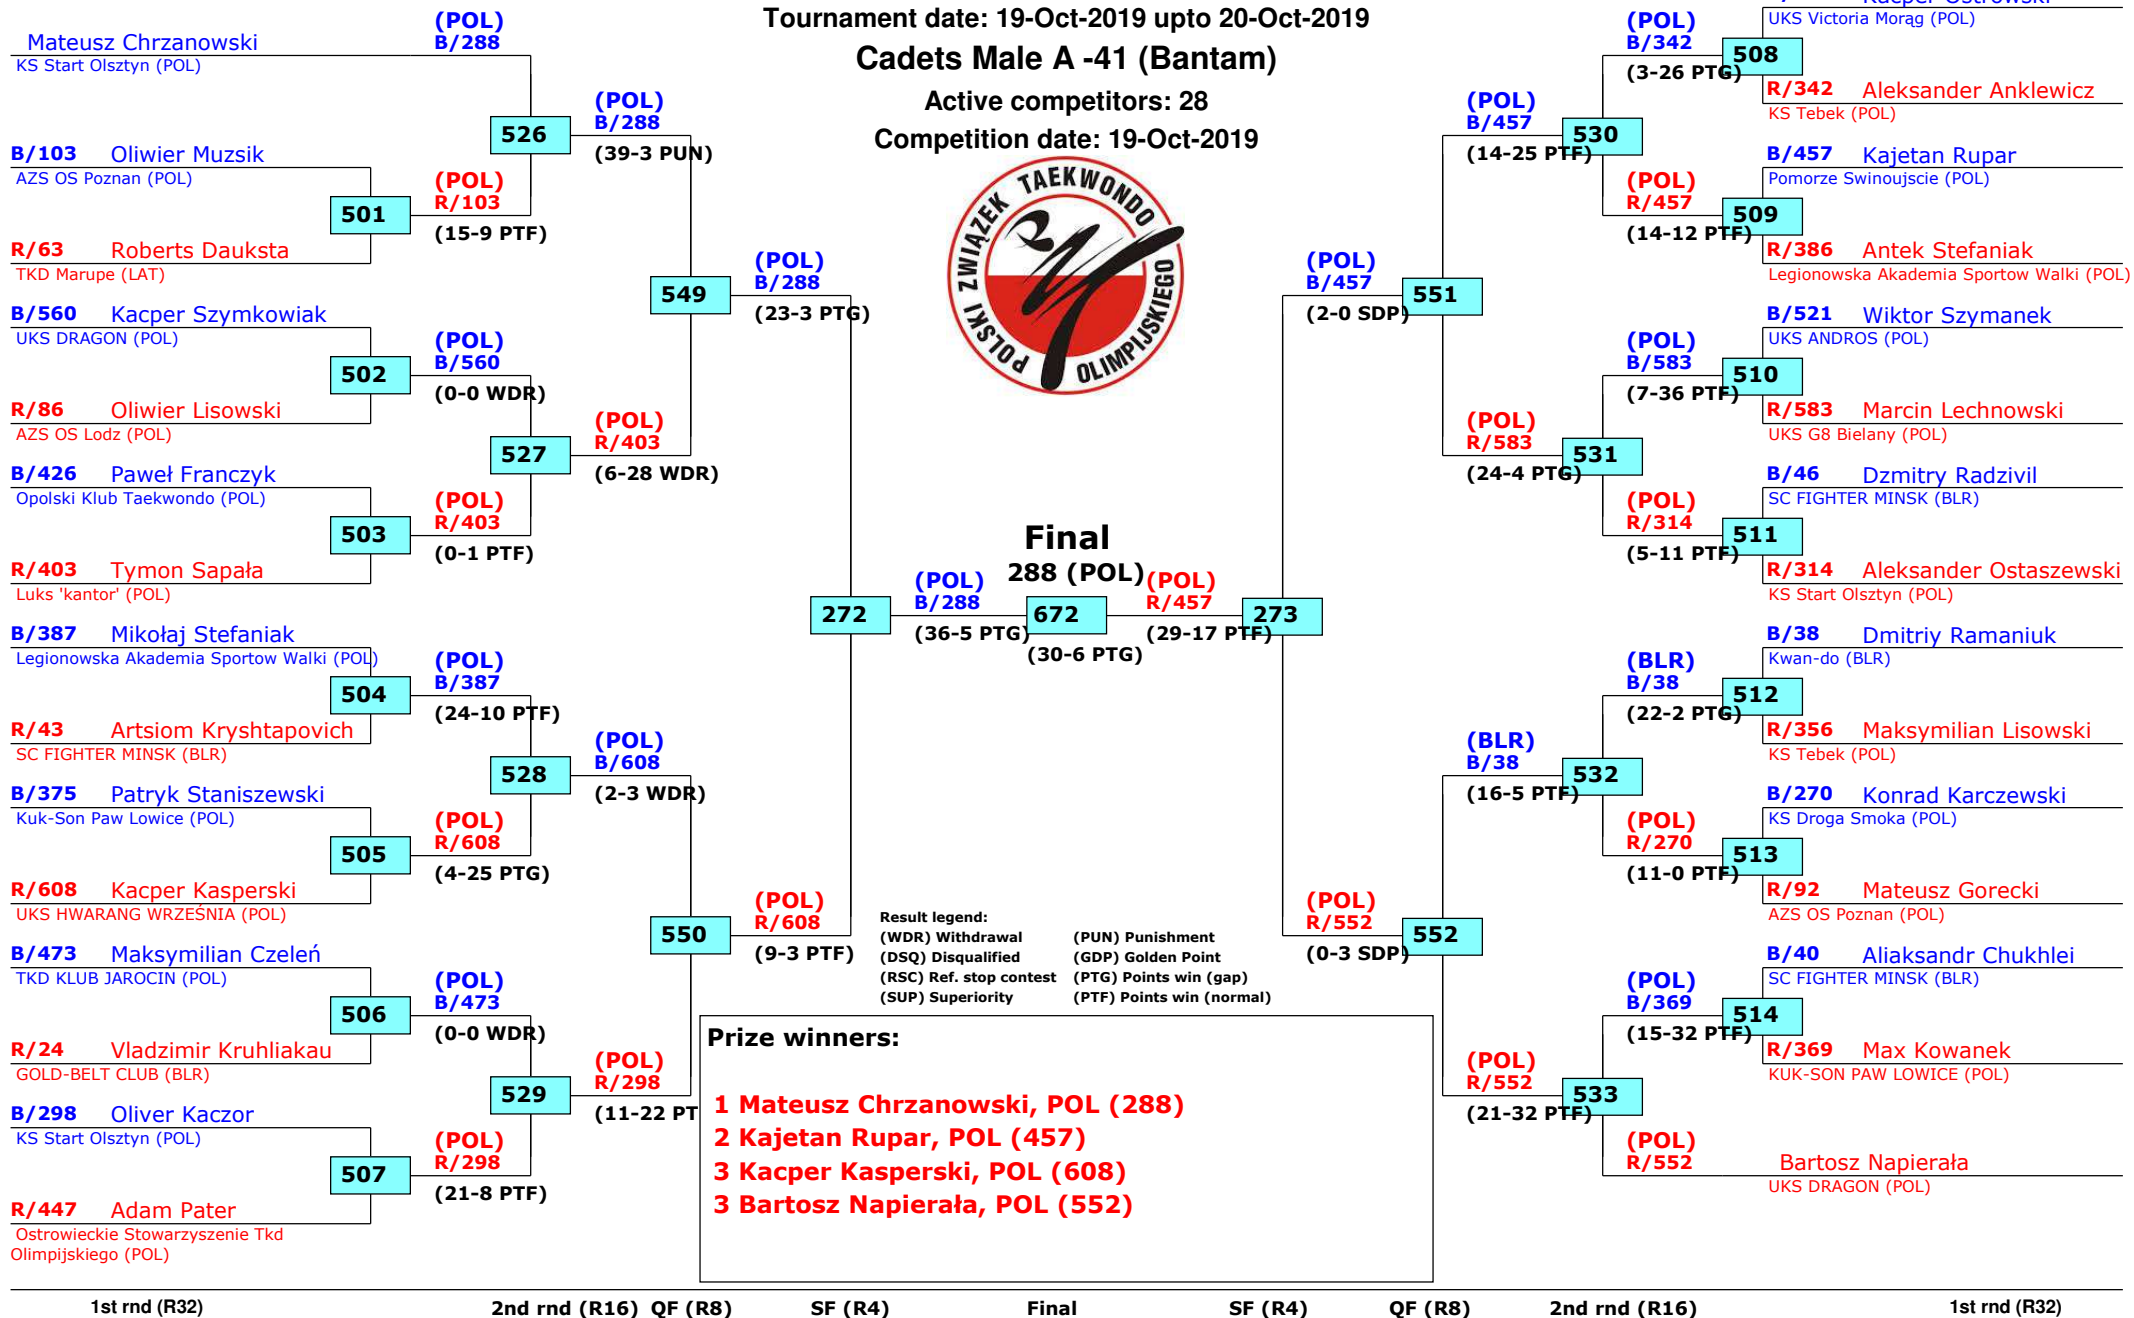 Tournament date: 19-Oct-2019 upto 20-Oct-2019
Cadets Male A -41 (Bantam)
Active competitors: 28
Competition date: 19-Oct-2019
POLSKI ZWIĄZEK TAEKWONDO OLIMPIJSKIEGO
Mateusz Chrzanowski
KS Start Olsztyn (POL)
(POL)
B/288
B/103 Oliwier Muzsik
AZS OS Poznan (POL)
501
R/63 Roberts Dauksta
TKD Marupe (LAT)
(POL)
R/103
(15-9 PTF)
526
(POL)
B/288
(39-3 PUN)
B/560 Kacper Szymkowiak
UKS DRAGON (POL)
502
R/86 Oliwier Lisowski
AZS OS Lodz (POL)
(POL)
B/560
(0-0 WDR)
527
(POL)
R/403
(6-28 WDR)
B/426 Paweł Franczyk
Opolski Klub Taekwondo (POL)
503
R/403 Tymon Sapała
Luks 'kantor' (POL)
(POL)
R/403
(0-1 PTF)
549
(POL)
B/288
(23-3 PTG)
B/387 Mikołaj Stefaniak
Legionowska Akademia Sportow Walki (POL)
504
R/43 Artsiom Kryshtapovich
SC FIGHTER MINSK (BLR)
(POL)
B/387
(24-10 PTF)
528
(POL)
B/608
(2-3 WDR)
B/375 Patryk Staniszewski
Kuk-Son Paw Lowice (POL)
505
R/608 Kacper Kasperski
UKS HWARANG WRZEŚNIA (POL)
(POL)
R/608
(4-25 PTG)
550
(POL)
R/608
(9-3 PTF)
B/473 Maksymilian Czeleń
TKD KLUB JAROCIN (POL)
506
R/24 Vladzimir Kruhliakau
GOLD-BELT CLUB (BLR)
(POL)
B/473
(0-0 WDR)
529
(POL)
R/298
(11-22 PT
B/298 Oliver Kaczor
KS Start Olsztyn (POL)
507
R/447 Adam Pater
Ostrowieckie Stowarzyszenie Tkd
Olimpijskiego (POL)
(POL)
R/298
(21-8 PTF)
272
(POL)
B/288
(36-5 PTG)
Final
288 (POL)
672
(30-6 PTG)
(POL)
R/457
(29-17 PTF)
273
Kacper Ostrowski
UKS Victoria Morąg (POL)
(POL)
B/342
(3-26 PTG)
508
R/342 Aleksander Anklewicz
KS Tebek (POL)
(POL)
B/457
(14-25 PTF)
530
B/457 Kajetan Rupar
Pomorze Swinoujscie (POL)
(POL)
R/457
(14-12 PTF)
509
R/386 Antek Stefaniak
Legionowska Akademia Sportow Walki (POL)
(POL)
B/457
(2-0 SDP)
551
B/521 Wiktor Szymanek
UKS ANDROS (POL)
(POL)
B/583
(7-36 PTF)
510
R/583 Marcin Lechnowski
UKS G8 Bielany (POL)
(POL)
R/583
(24-4 PTG)
531
B/46 Dzmitry Radzivil
SC FIGHTER MINSK (BLR)
(POL)
R/314
(5-11 PTF)
511
R/314 Aleksander Ostaszewski
KS Start Olsztyn (POL)
B/38 Dmitriy Ramaniuk
Kwan-do (BLR)
(BLR)
B/38
(22-2 PTG)
512
R/356 Maksymilian Lisowski
KS Tebek (POL)
(BLR)
B/38
(16-5 PTF)
532
B/270 Konrad Karczewski
KS Droga Smoka (POL)
(POL)
R/270
(11-0 PTF)
513
R/92 Mateusz Gorecki
AZS OS Poznan (POL)
(POL)
R/552
(0-3 SDP)
552
B/40 Aliaksandr Chukhlei
SC FIGHTER MINSK (BLR)
(POL)
B/369
(15-32 PTF)
514
R/369 Max Kowanek
KUK-SON PAW LOWICE (POL)
(POL)
R/552
(21-32 PTF)
533
(POL)
R/552
Bartosz Napierała
UKS DRAGON (POL)
Result legend:
(WDR) Withdrawal (PUN) Punishment
(DSQ) Disqualified (GDP) Golden Point
(RSC) Ref. stop contest (PTG) Points win (gap)
(SUP) Superiority (PTF) Points win (normal)
Prize winners:
1 Mateusz Chrzanowski, POL (288)
2 Kajetan Rupar, POL (457)
3 Kacper Kasperski, POL (608)
3 Bartosz Napierała, POL (552)
1st rnd (R32) 2nd rnd (R16) QF (R8) SF (R4) Final SF (R4) QF (R8) 2nd rnd (R16) 1st rnd (R32)